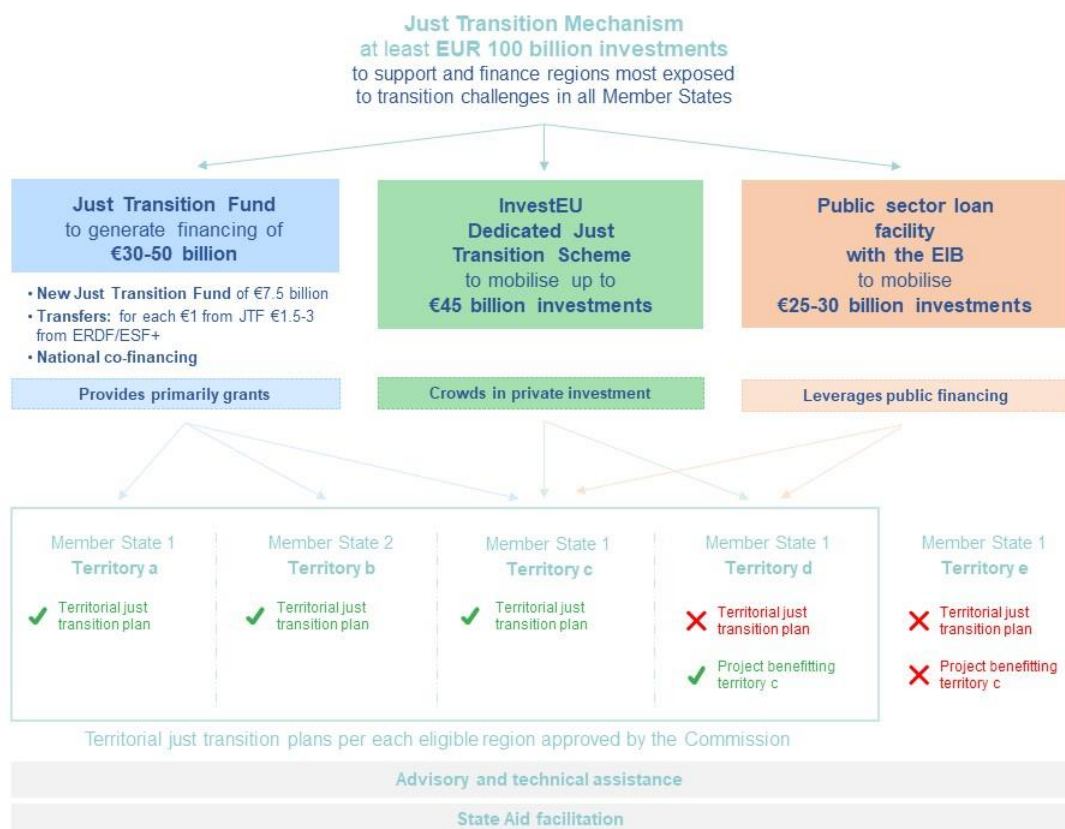 Just Transition Mechanism
at least EUR 100 billion investments
to support and finance regions most exposed
to transition challenges in all Member States
Just Transition Fund
to generate financing of
€30-50 billion
• New Just Transition Fund of €7.5 billion
• Transfers: for each €1 from JTF €1.5-3
from ERDF/ESF+
• National co-financing
Provides primarily grants
InvestEU
Dedicated Just
Transition Scheme
to mobilise up to
€45 billion investments
Crowds in private investment
Public sector loan
facility
with the EIB
to mobilise
€25-30 billion investments
Leverages public financing
Member State 1
Territory a
Territorial just
transition plan
Member State 2
Territory b
Territorial just
transition plan
Member State 1
Territory c
Territorial just
transition plan
Member State 1
Territory d
Territorial just
transition plan
Project benefitting
territory c
Member State 1
Territory e
Territorial just
transition plan
Project benefitting
territory c
Territorial just transition plans per each eligible region approved by the Commission
Advisory and technical assistance
State Aid facilitation